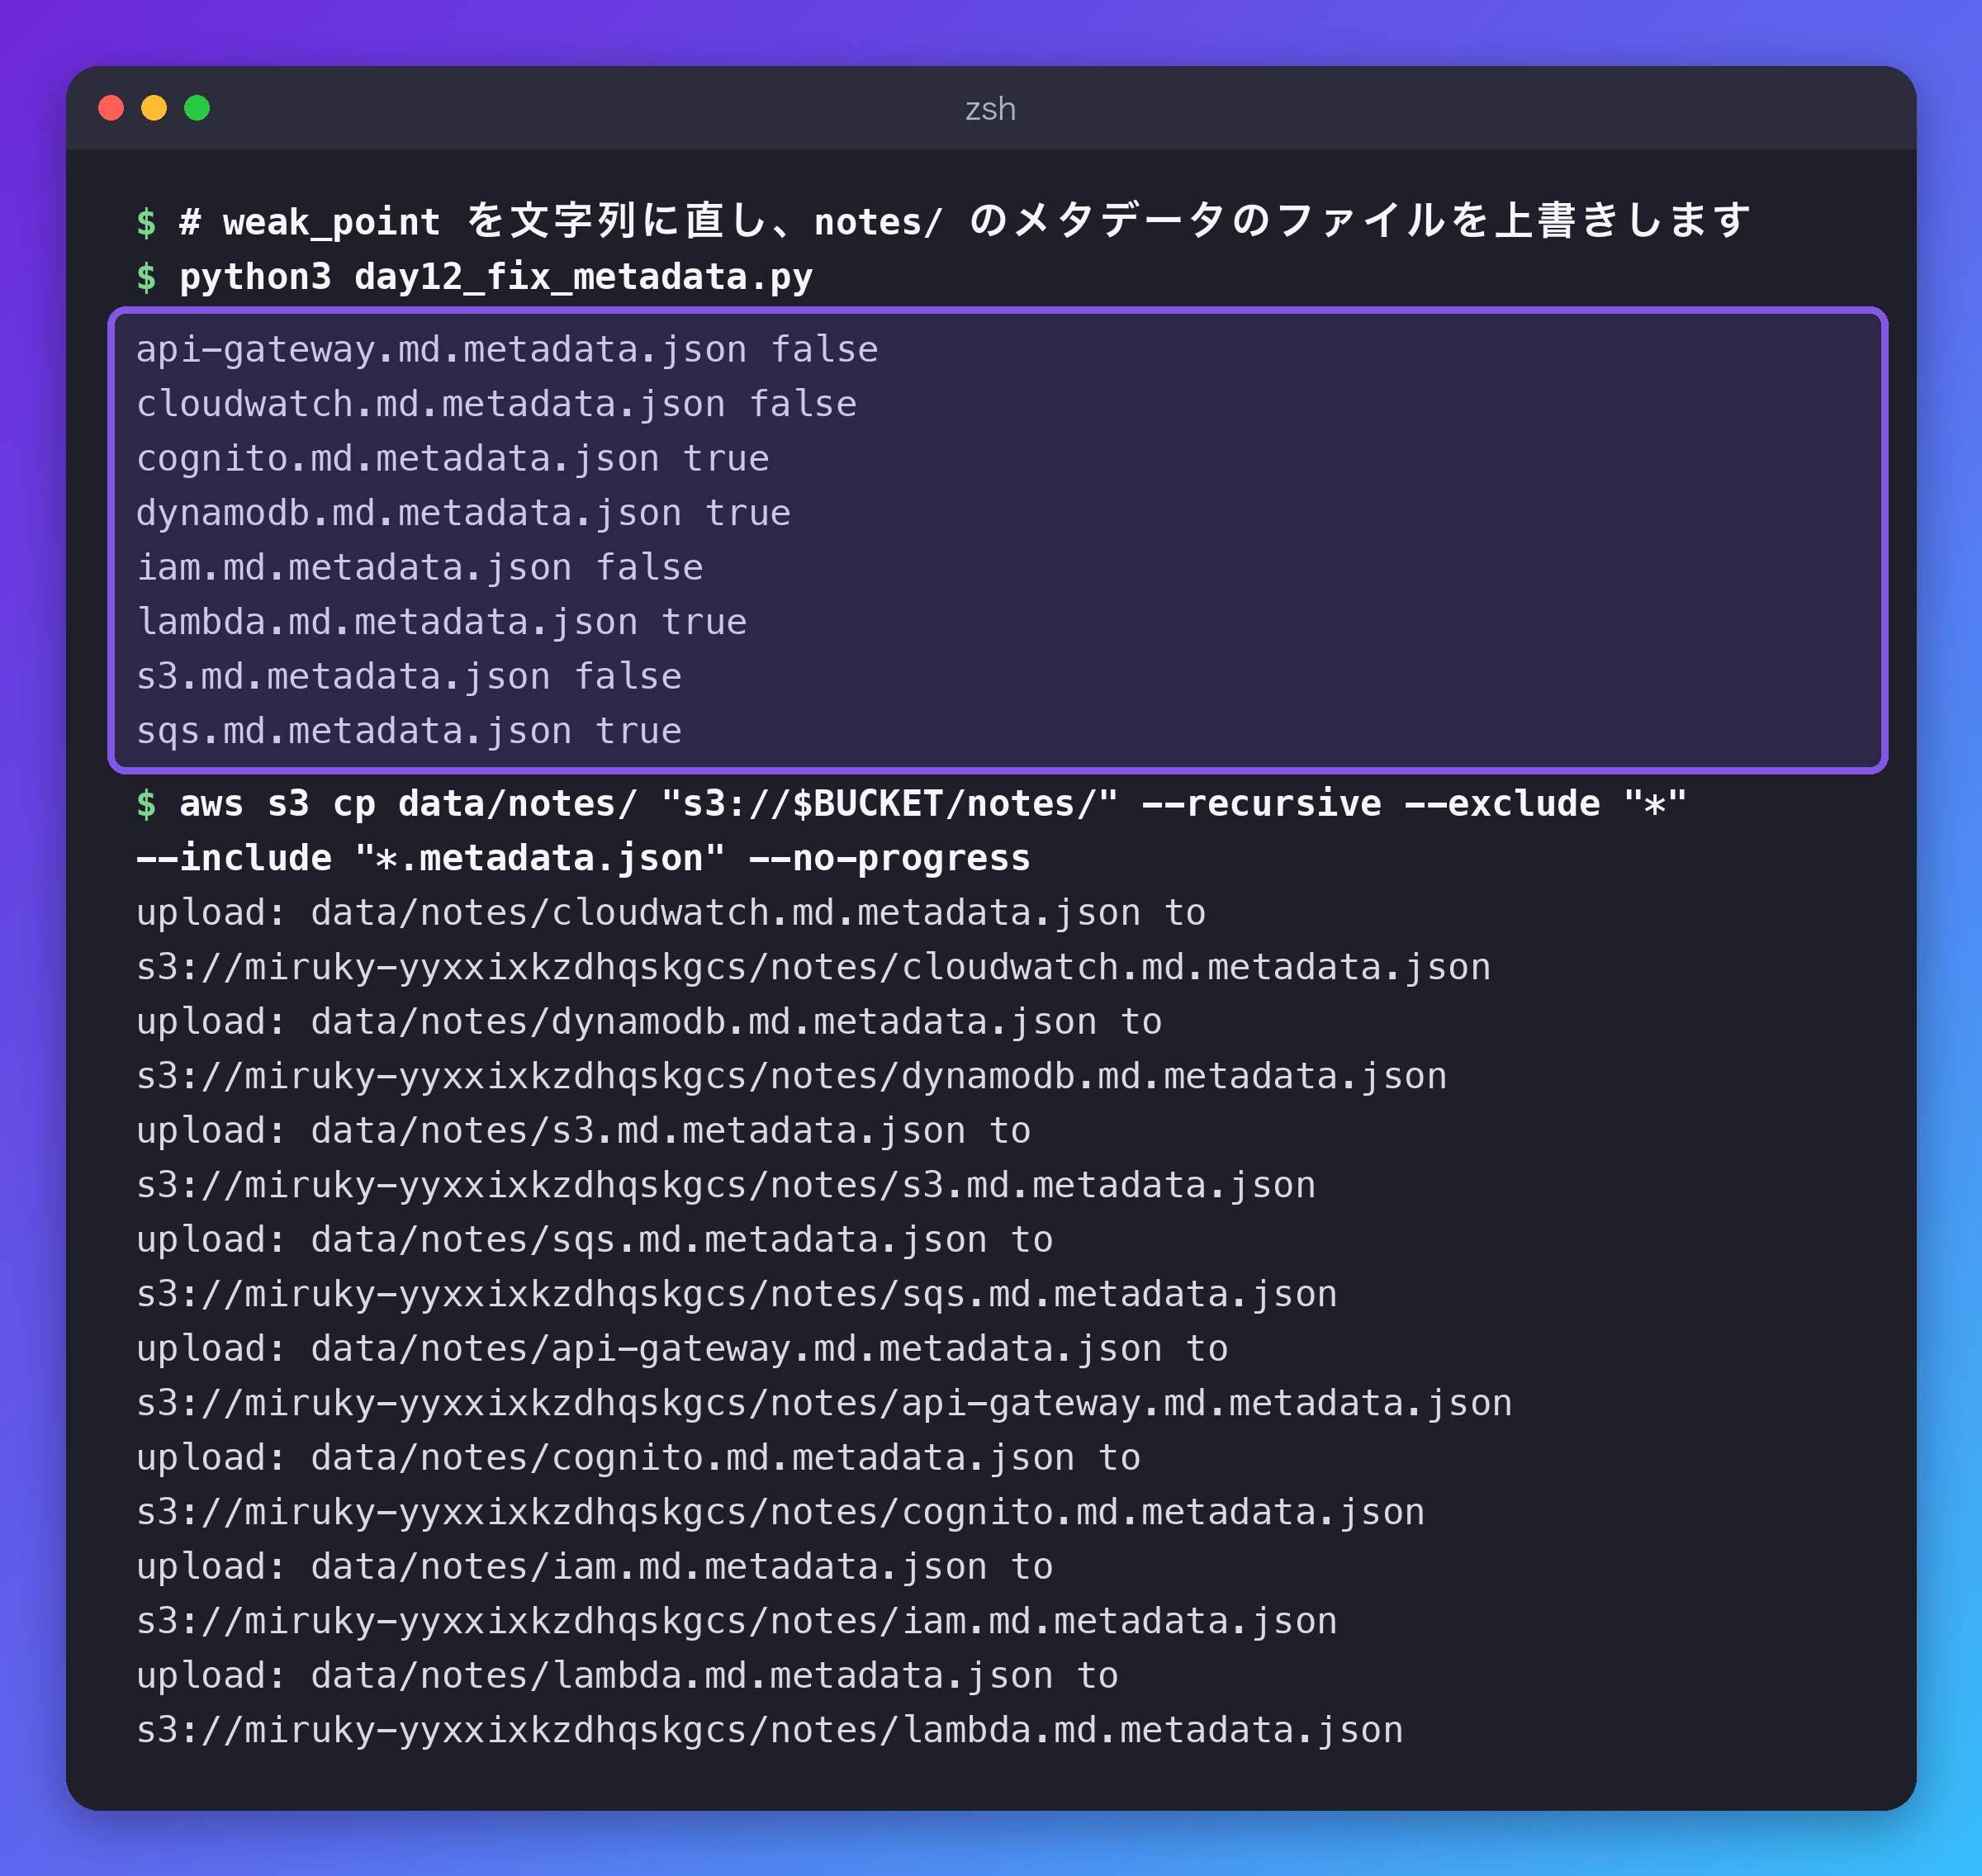 zsh
$ # weak_point を文字列に直し、notes/ のメタデータのファイルを上書きします
$ python3 day12_fix_metadata.py
api-gateway.md.metadata.json false
cloudwatch.md.metadata.json false
cognito.md.metadata.json true
dynamodb.md.metadata.json true
iam.md.metadata.json false
lambda.md.metadata.json true
s3.md.metadata.json false
sqs.md.metadata.json true
$ aws s3 cp data/notes/ "s3://$BUCKET/notes/" --recursive --exclude "*"
--include "*.metadata.json" --no-progress
upload: data/notes/cloudwatch.md.metadata.json to
s3://miruky-yyxxixkzdhqskgcs/notes/cloudwatch.md.metadata.json
upload: data/notes/dynamodb.md.metadata.json to
s3://miruky-yyxxixkzdhqskgcs/notes/dynamodb.md.metadata.json
upload: data/notes/s3.md.metadata.json to
s3://miruky-yyxxixkzdhqskgcs/notes/s3.md.metadata.json
upload: data/notes/sqs.md.metadata.json to
s3://miruky-yyxxixkzdhqskgcs/notes/sqs.md.metadata.json
upload: data/notes/api-gateway.md.metadata.json to
s3://miruky-yyxxixkzdhqskgcs/notes/api-gateway.md.metadata.json
upload: data/notes/cognito.md.metadata.json to
s3://miruky-yyxxixkzdhqskgcs/notes/cognito.md.metadata.json
upload: data/notes/iam.md.metadata.json to
s3://miruky-yyxxixkzdhqskgcs/notes/iam.md.metadata.json
upload: data/notes/lambda.md.metadata.json to
s3://miruky-yyxxixkzdhqskgcs/notes/lambda.md.metadata.json